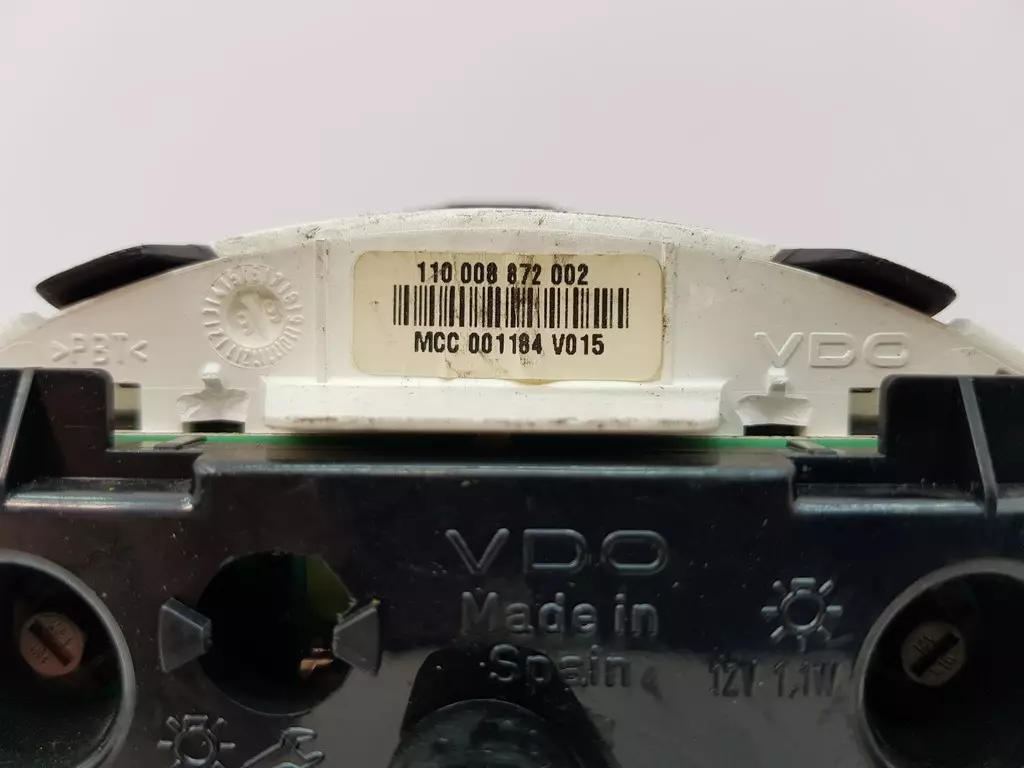 110 008 872 002
MCC 001184 V015
>PBT<
VDO
VDO
Made in
Spain
12V 1,1W